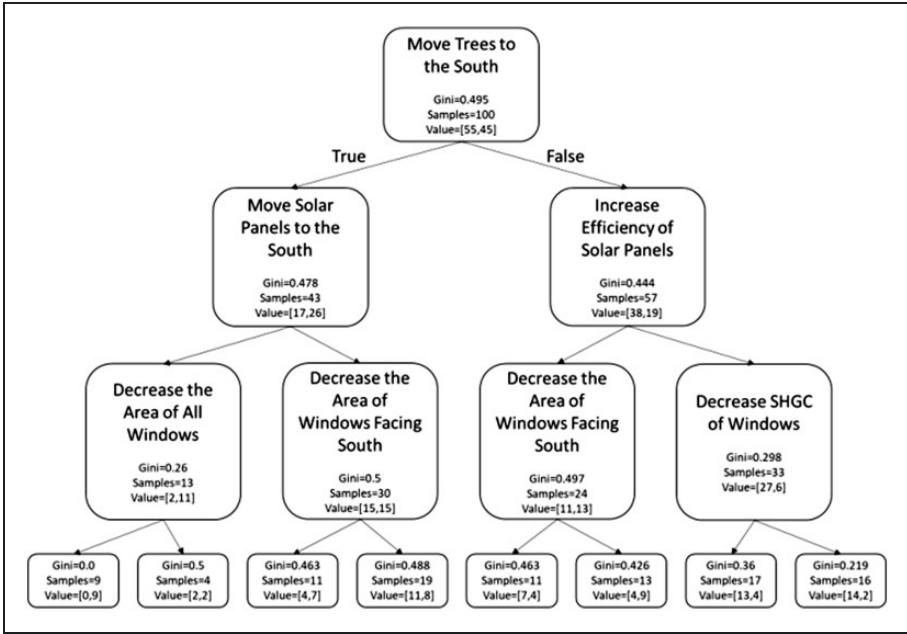 Move Trees to
the South
Gini=0.495
Samples=100
Value=[55,45]
True
False
Move Solar
Panels to the
South
Gini=0.478
Samples=43
Value=[17,26]
Increase
Efficiency of
Solar Panels
Gini=0.444
Samples=57
Value=[38,19]
Decrease the
Area of All
Windows
Gini=0.26
Samples=13
Value=[2,11]
Decrease the
Area of
Windows Facing
South
Gini=0.5
Samples=30
Value=[15,15]
Decrease the
Area of
Windows Facing
South
Gini=0.497
Samples=24
Value=[11,13]
Decrease SHGC
of Windows
Gini=0.298
Samples=33
Value=[27,6]
Gini=0.0
Samples=9
Value=[0,9]
Gini=0.5
Samples=4
Value=[2,2]
Gini=0.463
Samples=11
Value=[4,7]
Gini=0.488
Samples=19
Value=[11,8]
Gini=0.463
Samples=11
Value=[7,4]
Gini=0.426
Samples=13
Value=[4,9]
Gini=0.36
Samples=17
Value=[13,4]
Gini=0.219
Samples=16
Value=[14,2]